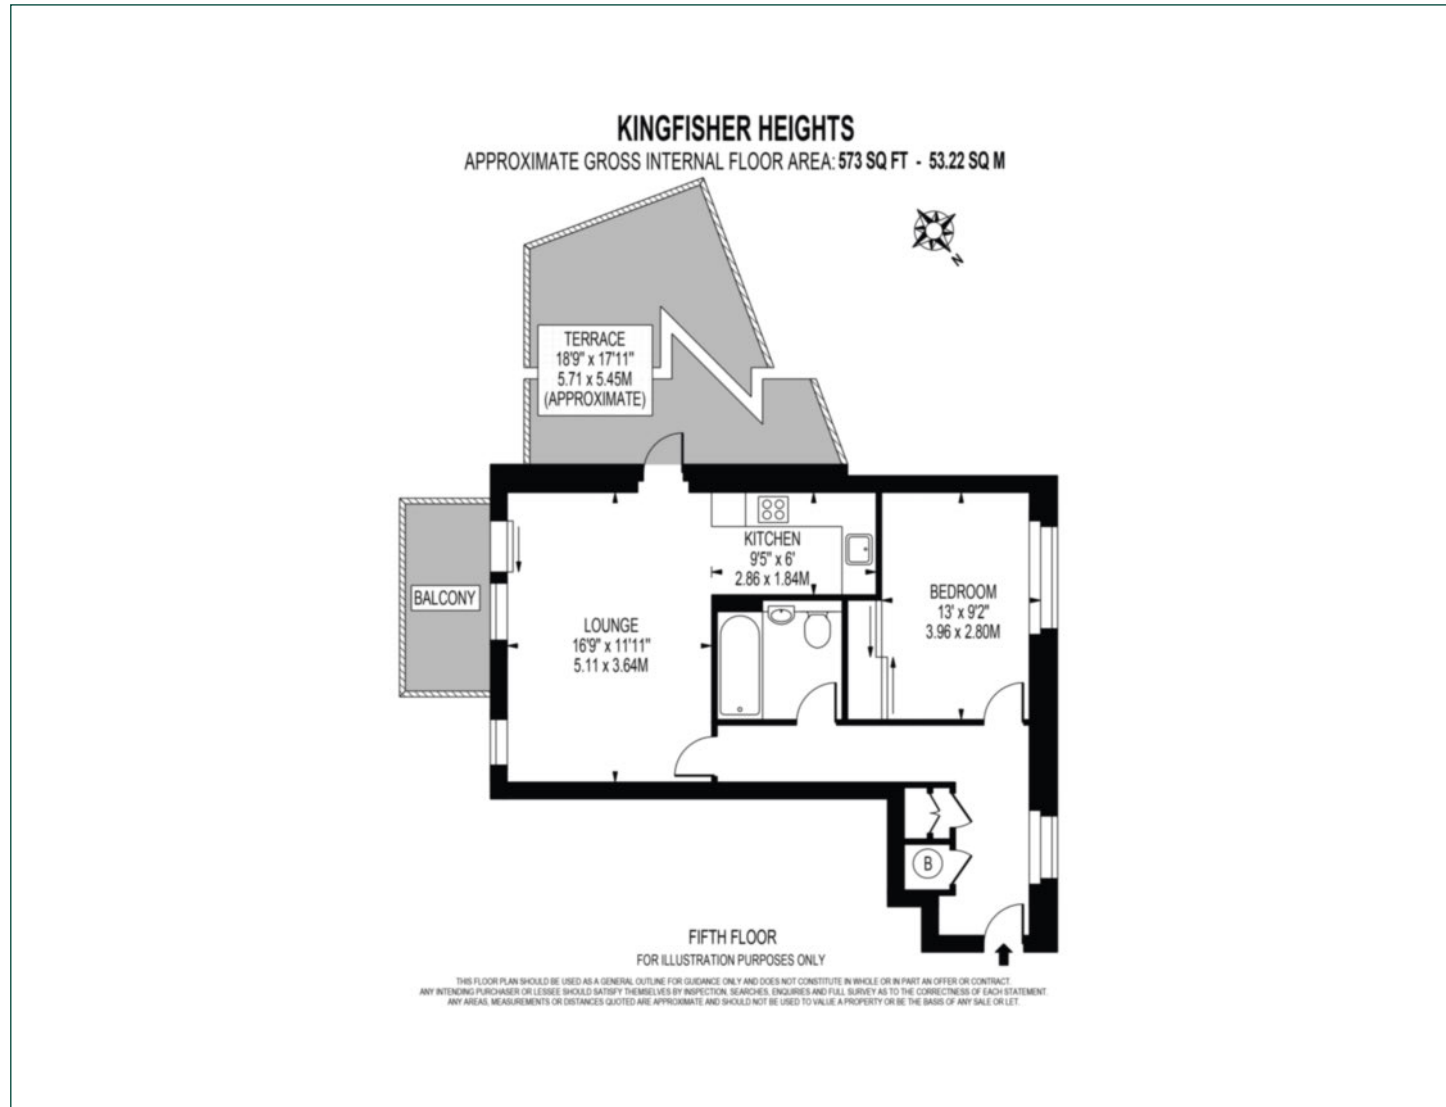 KINGFISHER HEIGHTS
APPROXIMATE GROSS INTERNAL FLOOR AREA: 573 SQ FT - 53.22 SQ M
N
TERRACE
18'9" x 17'11"
5.71 x 5.45M
(APPROXIMATE)
KITCHEN
9'5" x 6'
2.86 x 1.84M
BALCONY
BEDROOM
13' x 9'2"
3.96 x 2.80M
LOUNGE
16'9" x 11'11"
5.11 x 3.64M
B
FIFTH FLOOR
FOR ILLUSTRATION PURPOSES ONLY
THIS FLOOR PLAN SHOULD BE USED AS A GENERAL OUTLINE FOR GUIDANCE ONLY AND DOES NOT CONSTITUTE IN WHOLE OR IN PART AN OFFER OR CONTRACT.
ANY INTENDING PURCHASER OR LESSEE SHOULD SATISFY THEMSELVES BY INSPECTION, SEARCHES, ENQUIRIES AND FULL SURVEY AS TO THE CORRECTNESS OF EACH STATEMENT.
ANY AREAS, MEASUREMENTS OR DISTANCES QUOTED ARE APPROXIMATE AND SHOULD NOT BE USED TO VALUE A PROPERTY OR BE THE BASIS OF ANY SALE OR LET.